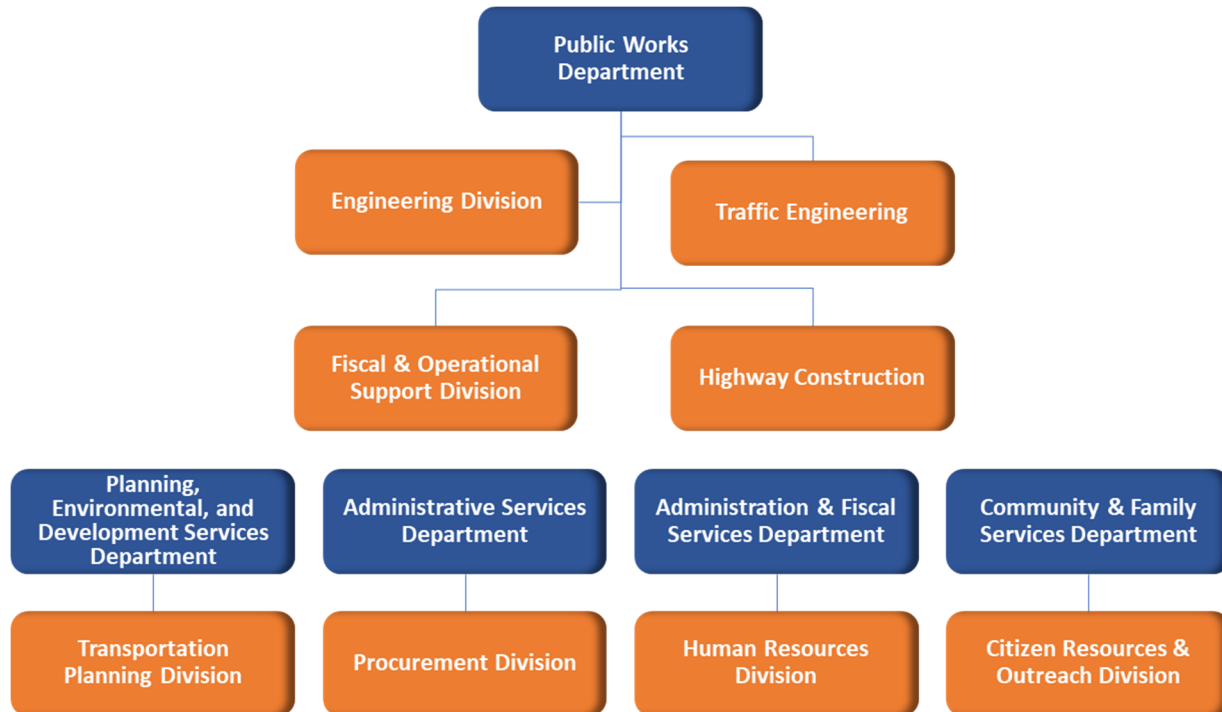 Public Works
Department
Engineering Division
Traffic Engineering
Fiscal & Operational
Support Division
Highway Construction
Planning,
Environmental, and
Development Services
Department
Administrative Services
Department
Administration & Fiscal
Services Department
Community & Family
Services Department
Transportation
Planning Division
Procurement Division
Human Resources
Division
Citizen Resources &
Outreach Division